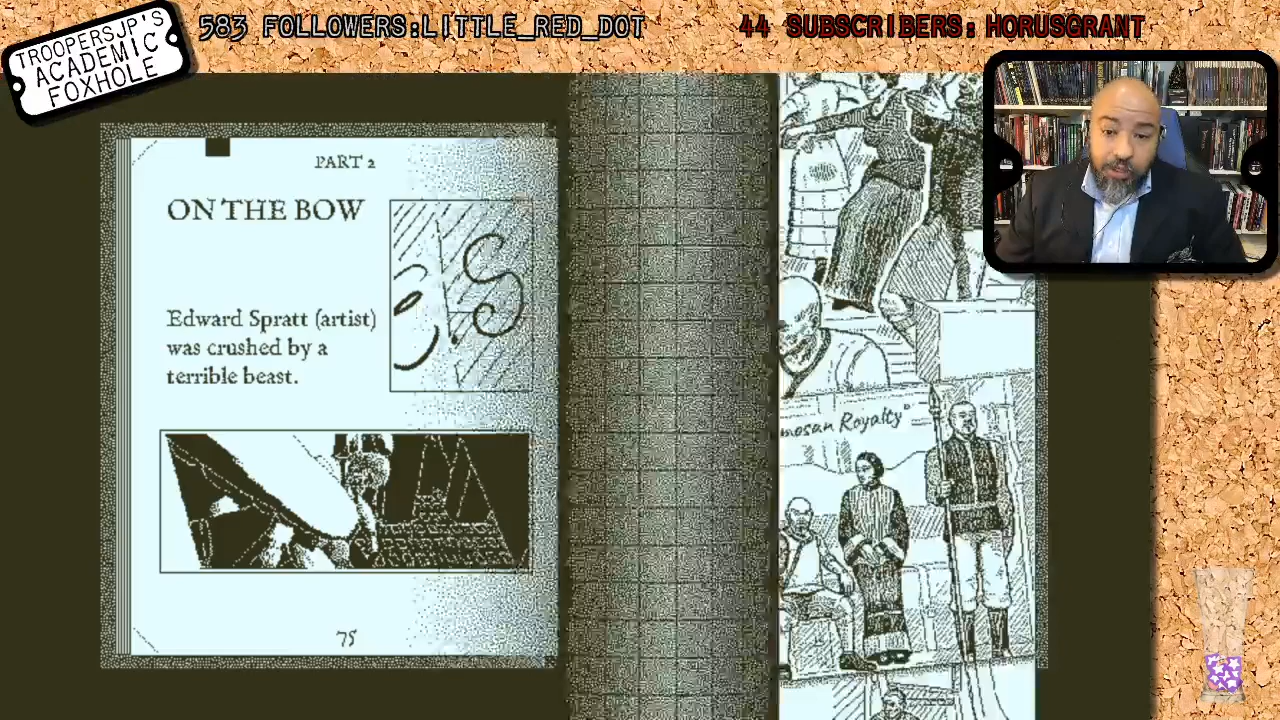 TROOPERSJP'S
ACADEMIC
FOXHOLE
583 FOLLOWERS:LITTLE_RED_DOT
44 SUBSCRIBERS: HORUSGRANT
PART 2
ON THE BOW
Edward Spratt (artist)
was crushed by a
terrible beast.
75
mosan Royalty